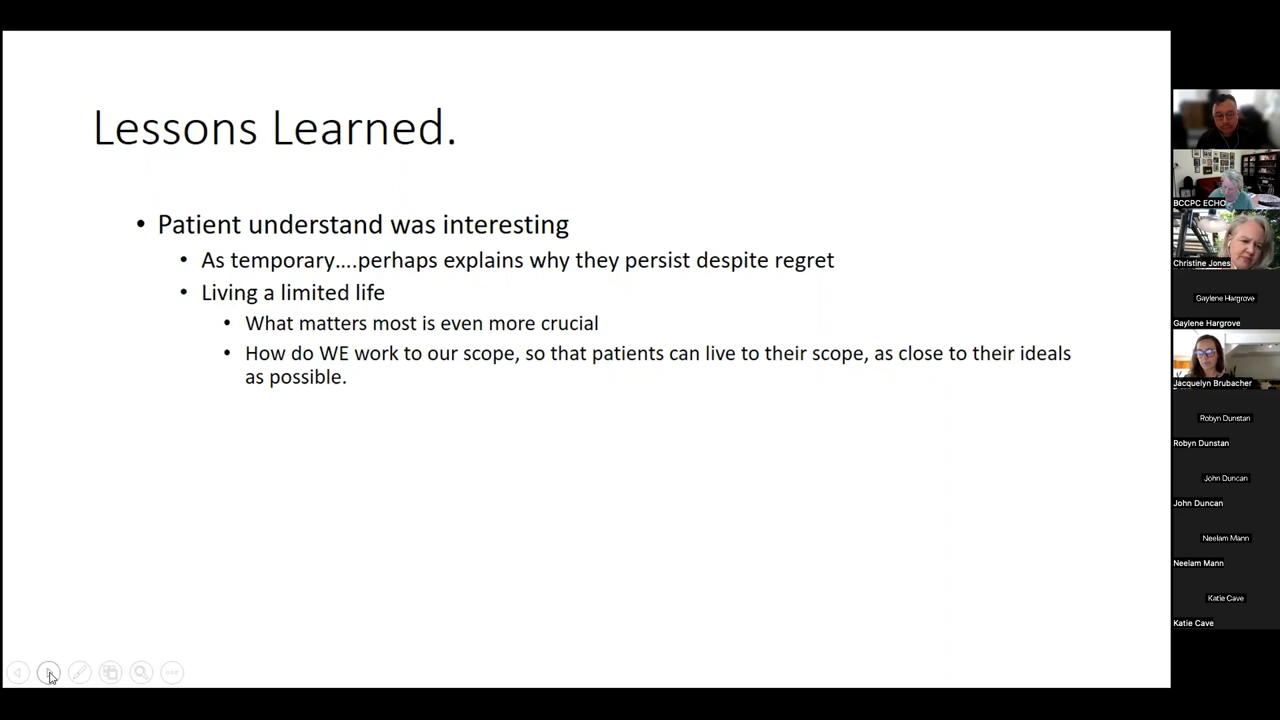 Lessons Learned.
• Patient understand was interesting
• As temporary....perhaps explains why they persist despite regret
• Living a limited life
• What matters most is even more crucial
• How do WE work to our scope, so that patients can live to their scope, as close to their ideals
as possible.
BCCPC ECHO
Christine Jones
Gaylene Hargrove
Gaylene Hargrove
Jacquelyn Brubacher
Robyn Dunstan
Robyn Dunstan
John Duncan
John Duncan
Neelam Mann
Neelam Mann
Katie Cave
Katie Cave